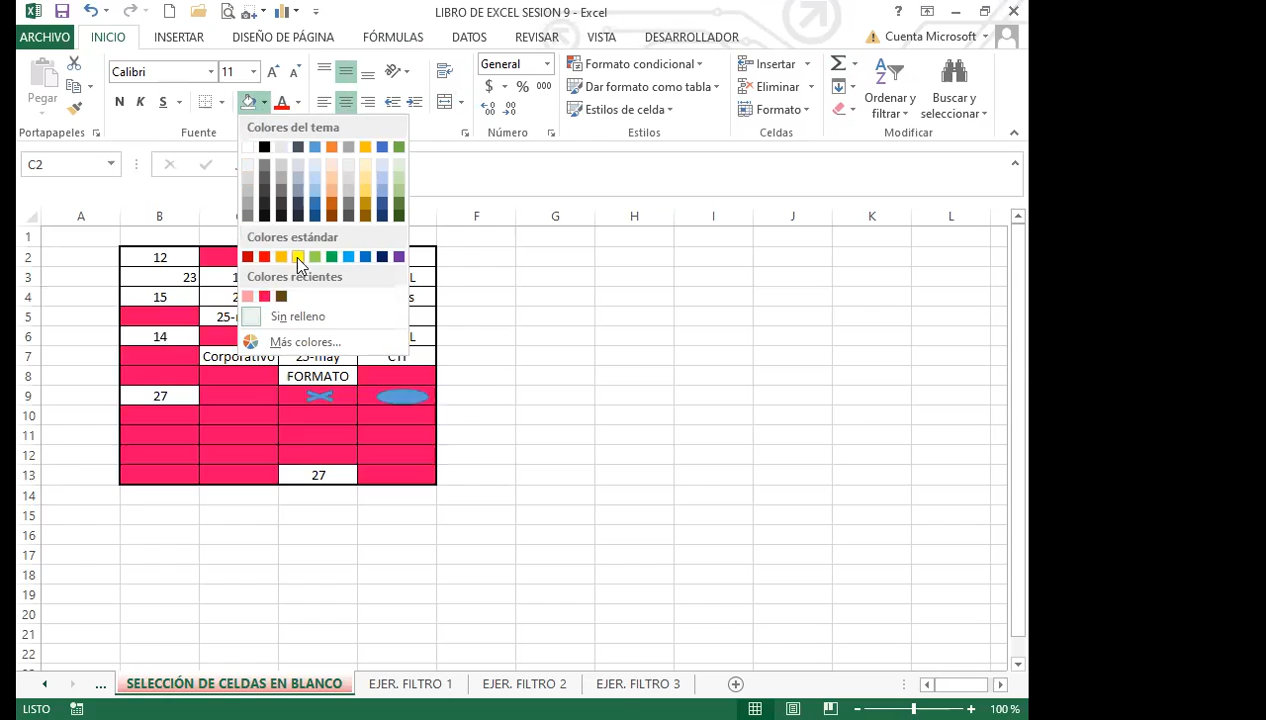 LIBRO DE EXCEL SESION 9 - Excel
ARCHIVO INICIO INSERTAR DISEÑO DE PÁGINA FÓRMULAS DATOS REVISAR VISTA DESARROLLADOR Cuenta Microsoft
Pegar
Calibri 11
General
Formato condicional
Dar formato como tabla
Estilos de celda
Insertar
Eliminar
Formato
Ordenar y filtrar
Buscar y seleccionar
N K S
$ % 000
Portapapeles Fuente Número Estilos Celdas Modificar
Colores del tema
Colores estándar
Colores recientes
Sin relleno
Más colores...
C2
A B E F G H I J K L
1
2 12
3 23 L
4 15 s
5
6 14 L
7 Corporativo 25-may CTI
8 FORMATO
9 27
10
11
12
13 27
14
15
16
17
18
19
20
21
22
... SELECCIÓN DE CELDAS EN BLANCO EJER. FILTRO 1 EJER. FILTRO 2 EJER. FILTRO 3
LISTO 100 %